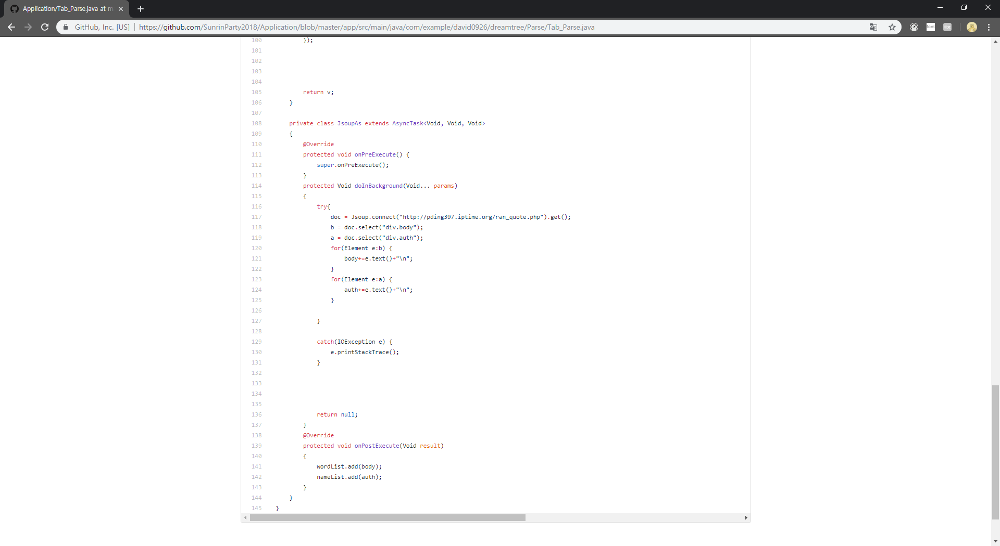 Application/Tab_Parse.java at m
GitHub, Inc. [US] | https://github.com/SunrinParty2018/Application/blob/master/app/src/main/java/com/example/david0926/dreamtree/Parse/Tab_Parse.java
100 });
101
102
103
104
105 return v;
106 }
107
108 private class JsoupAs extends AsyncTask<Void, Void, Void>
109 {
110 @Override
111 protected void onPreExecute() {
112 super.onPreExecute();
113 }
114 protected Void doInBackground(Void... params)
115 {
116 try{
117 doc = Jsoup.connect("http://pding397.iptime.org/ran_quote.php").get();
118 b = doc.select("div.body");
119 a = doc.select("div.auth");
120 for(Element e:b) {
121 body+=e.text()+"\n";
122 }
123 for(Element e:a) {
124 auth+=e.text()+"\n";
125 }
126
127 }
128
129 catch(IOException e) {
130 e.printStackTrace();
131 }
132
133
134
135
136 return null;
137 }
138 @Override
139 protected void onPostExecute(Void result)
140 {
141 wordList.add(body);
142 nameList.add(auth);
143 }
144 }
145 }